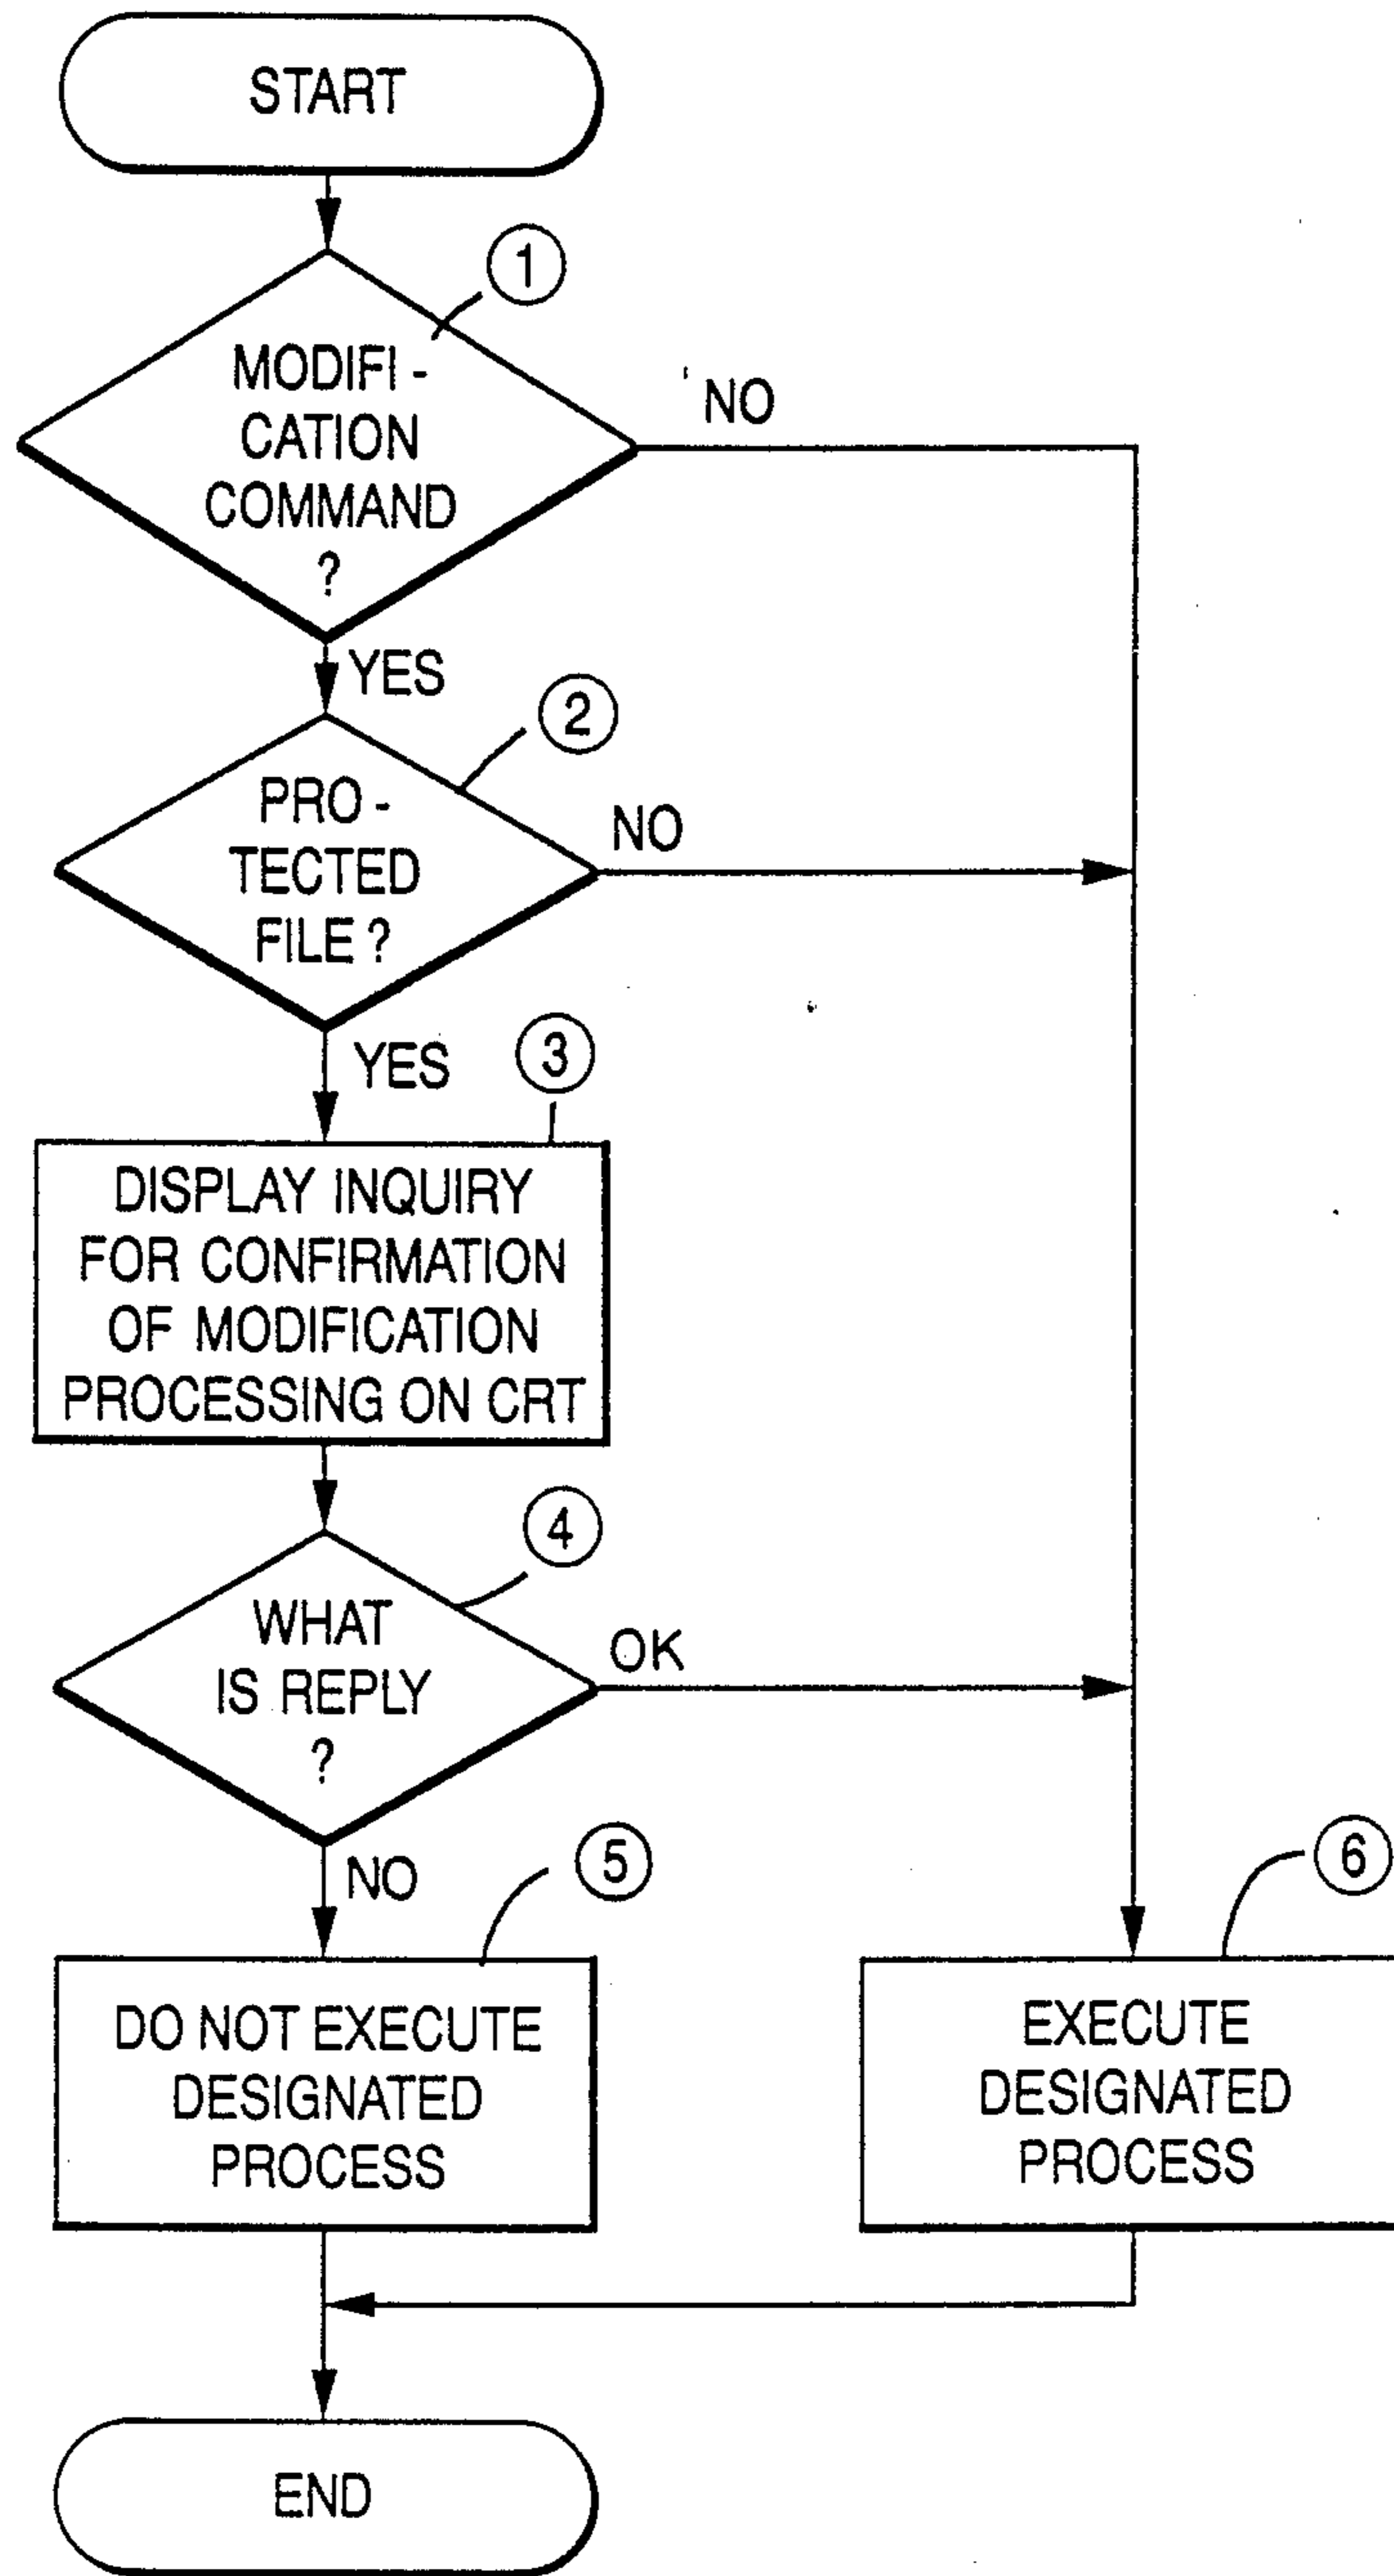 START
1
MODIFI -
CATION
COMMAND
?
NO
YES
2
PRO -
TECTED
FILE ?
NO
YES
3
DISPLAY INQUIRY
FOR CONFIRMATION
OF MODIFICATION
PROCESSING ON CRT
4
WHAT
IS REPLY
?
OK
NO
5
DO NOT EXECUTE
DESIGNATED
PROCESS
6
EXECUTE
DESIGNATED
PROCESS
END